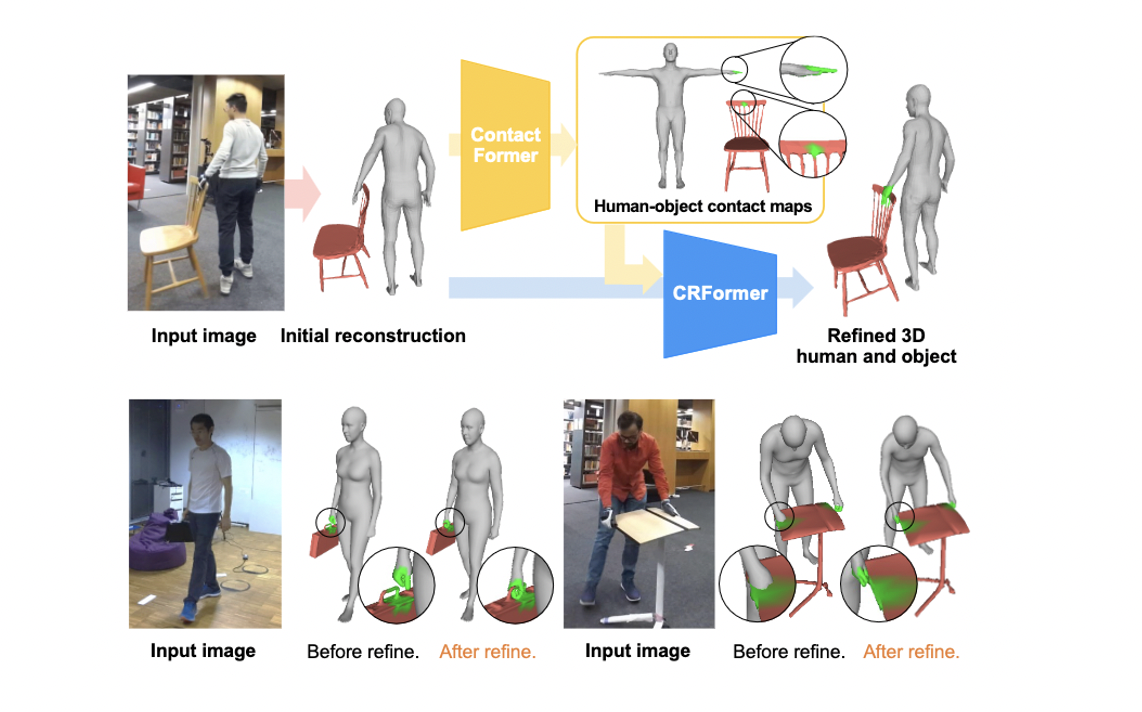 Contact
Former
Human-object contact maps
CRFormer
Input image
Initial reconstruction
Refined 3D
human and object
Input image
Before refine.
After refine.
Input image
Before refine.
After refine.